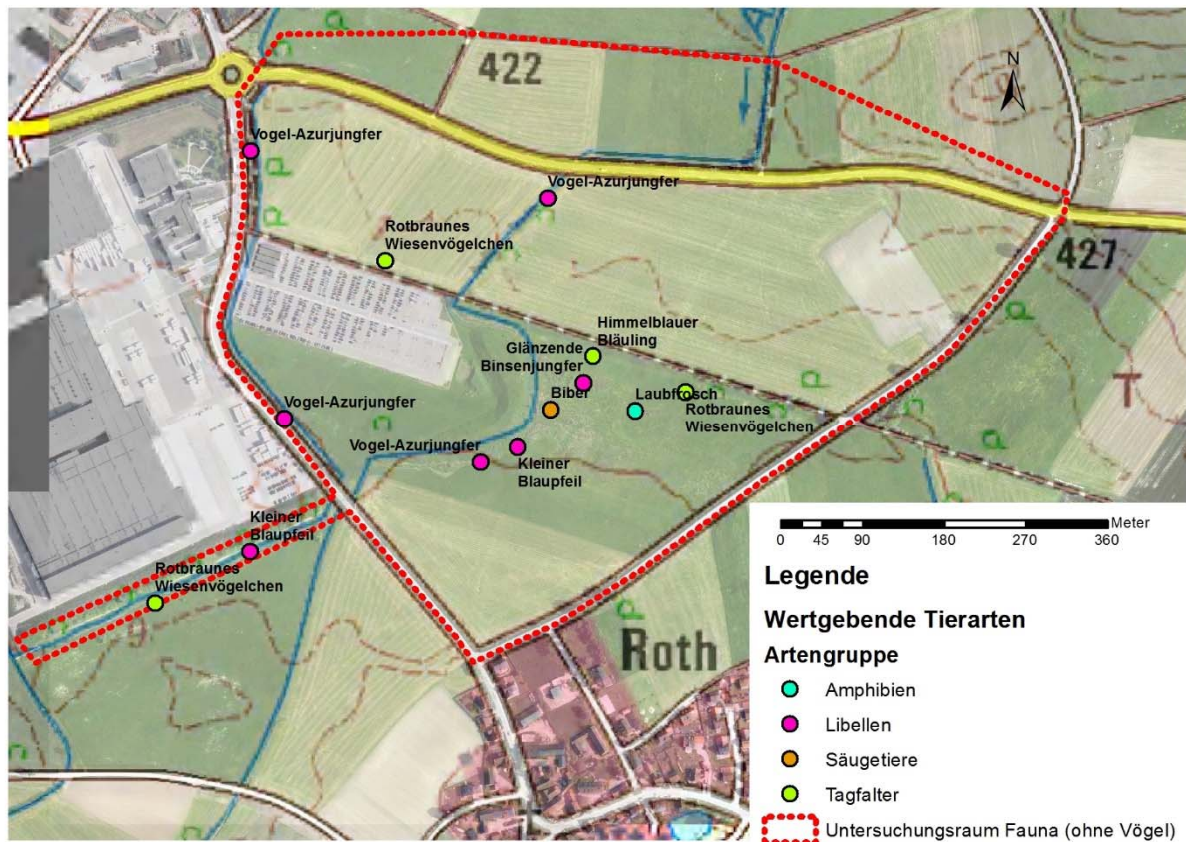 422
N
Vogel-Azurjungfer
Vogel-Azurjungfer
Rotbraunes
Wiesenvögelchen
427
Himmelblauer
Bläuling
Glänzende
Binsenjungfer
Biber
Laubfrosch
Rotbraunes
Wiesenvögelchen
T
Vogel-Azurjungfer
Vogel-Azurjungfer
Kleiner
Blaupfeil
Kleiner
Blaupfeil
Rotbraunes
Wiesenvögelchen
Roth
Meter
0 45 90 180 270 360
Legende
Wertgebende Tierarten
Artengruppe
Amphibien
Libellen
Säugetiere
Tagfalter
Untersuchungsraum Fauna (ohne Vögel)